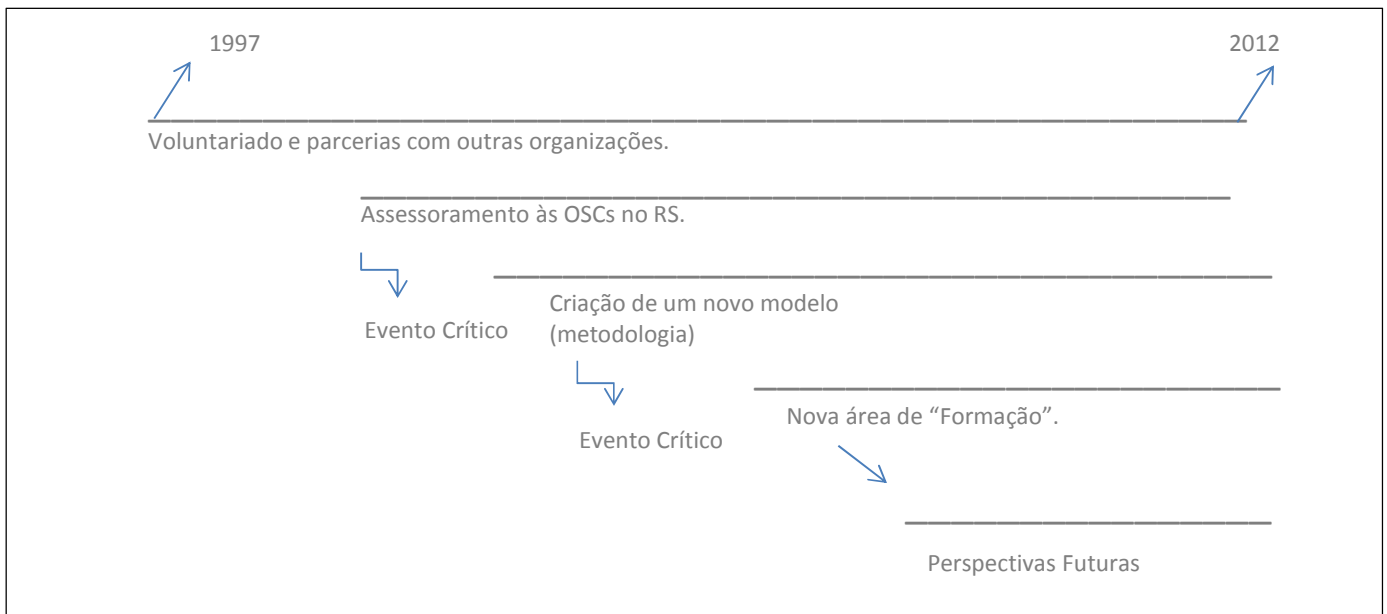 1997
2012
Voluntariado e parcerias com outras organizações.
Assessoramento às OSCs no RS.
Evento Crítico
Criação de um novo modelo
(metodologia)
Evento Crítico
Nova área de “Formação”.
Perspectivas Futuras